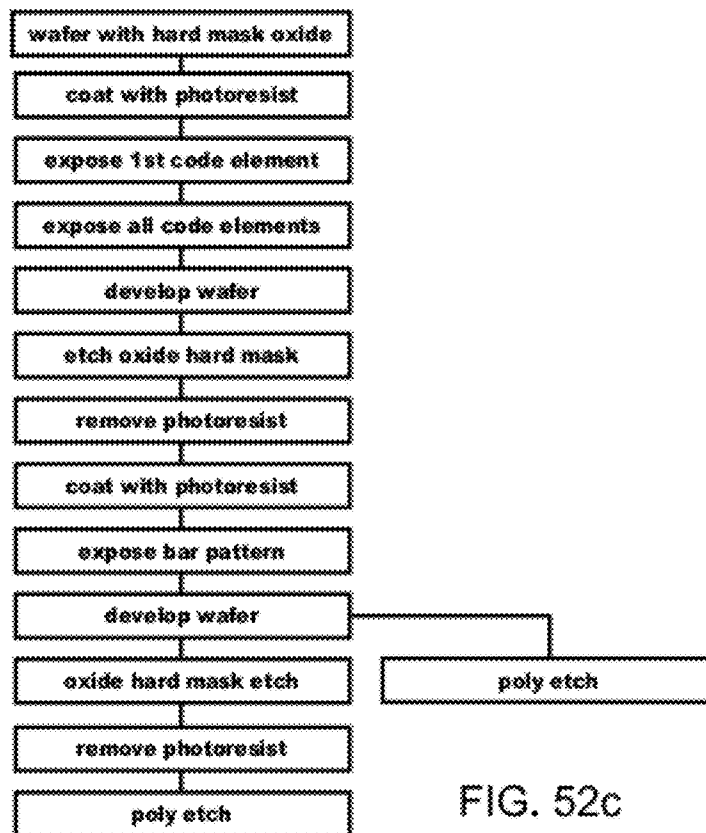 wafer with hard mask oxide
coat with photoresist
expose 1st code element
expose all code elements
develop wafer
etch oxide hard mask
remove photoresist
coat with photoresist
expose bar pattern
develop wafer
oxide hard mask etch
poly etch
remove photoresist
poly etch
FIG. 52c